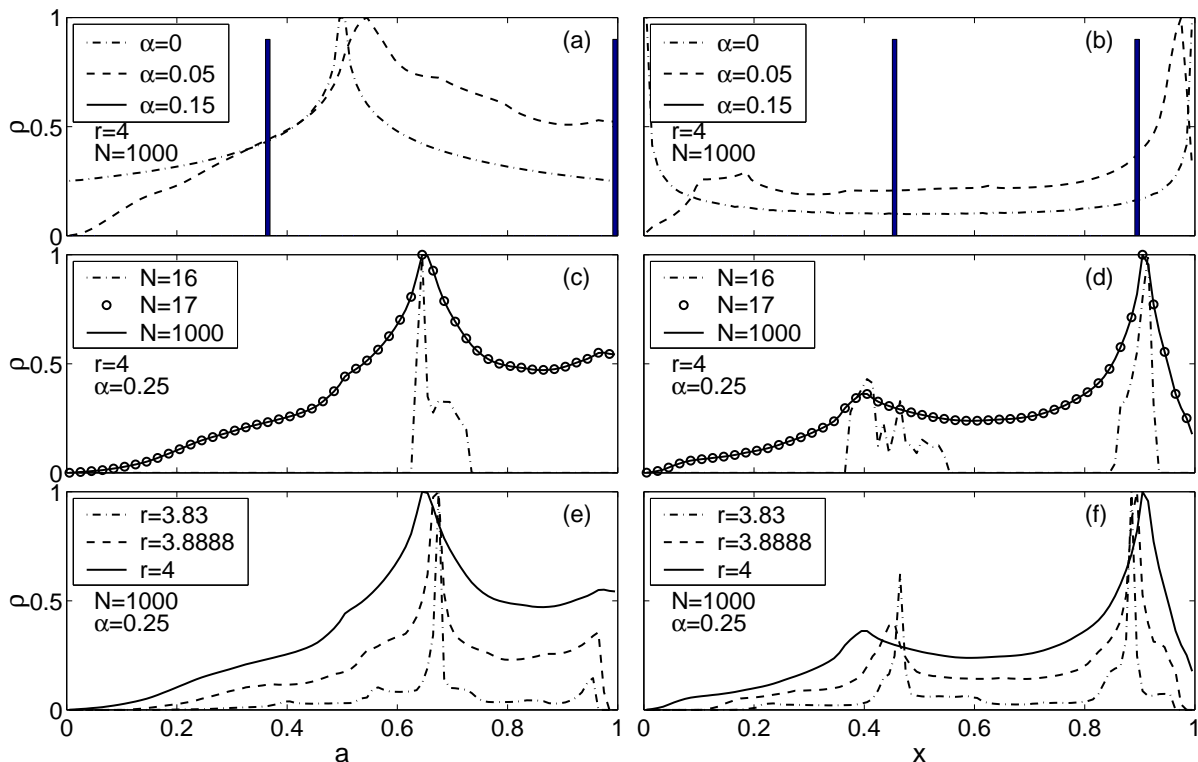 1
0.5
0
ρ
α=0
α=0.05
α=0.15
r=4
N=1000
(a)
α=0
α=0.05
α=0.15
r=4
N=1000
(b)
1
0.5
0
ρ
N=16
N=17
N=1000
r=4
α=0.25
(c)
N=16
N=17
N=1000
r=4
α=0.25
(d)
1
0.5
0
ρ
r=3.83
r=3.8888
r=4
N=1000
α=0.25
(e)
r=3.83
r=3.8888
r=4
N=1000
α=0.25
(f)
0 0.2 0.4 0.6 0.8 1
a
0 0.2 0.4 0.6 0.8 1
x